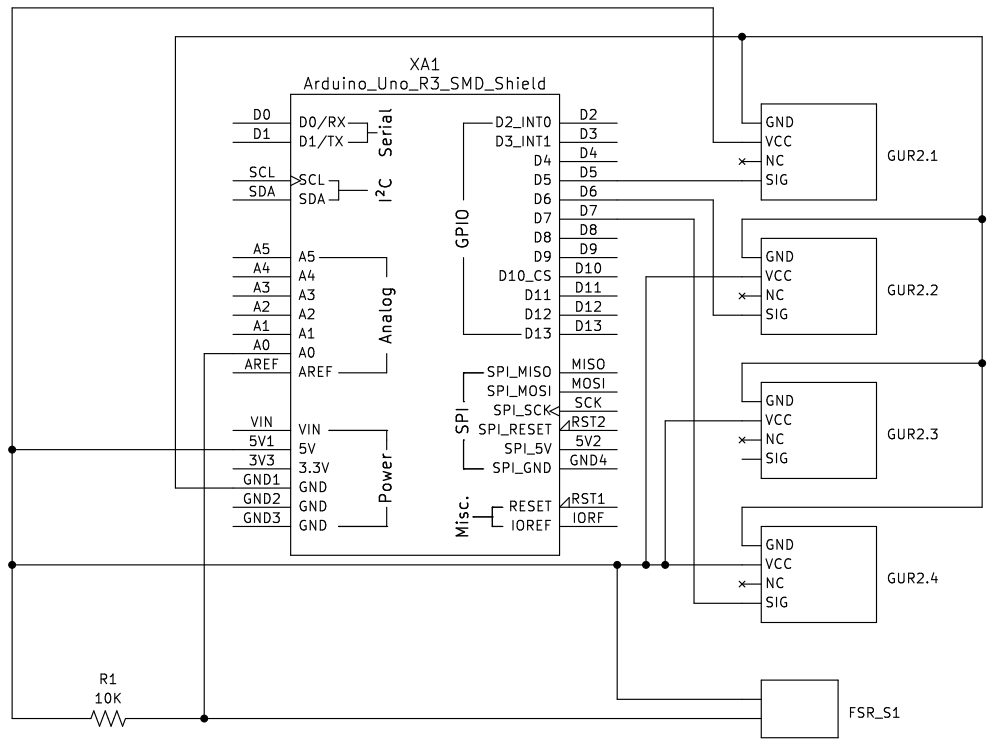 XA1
Arduino_Uno_R3_SMD_Shield
D0
D0/RX
D1
D1/TX
Serial
SCL
SCL
SDA
SDA
I²C
A5
A5
A4
A4
A3
A3
A2
A2
A1
A1
A0
A0
AREF
AREF
Analog
VIN
VIN
5V1
5V
3V3
3.3V
GND1
GND
GND2
GND
GND3
GND
Power
D2_INT0
D2
D3_INT1
D3
D4
D4
D5
D5
D6
D6
D7
D7
D8
D8
D9
D9
D10_CS
D10
D11
D11
D12
D12
D13
D13
GPIO
SPI_MISO
MISO
SPI_MOSI
MOSI
SPI_SCK
SCK
SPI_RESET
RST2
SPI_5V
5V2
SPI_GND
GND4
SPI
RESET
RST1
IOREF
IORF
Misc.
GND
VCC
NC
SIG
GUR2.1
GND
VCC
NC
SIG
GUR2.2
GND
VCC
NC
SIG
GUR2.3
GND
VCC
NC
SIG
GUR2.4
R1
10K
FSR_S1